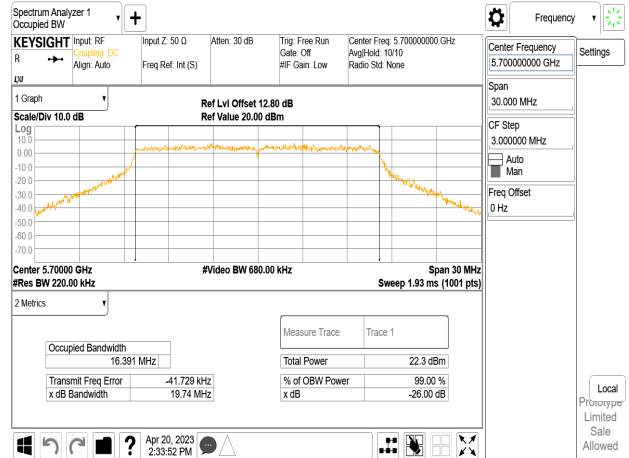 Spectrum Analyzer 1
Occupied BW
Frequency
KEYSIGHT
R
Input: RF
Coupling: DC
Align: Auto
Input Z: 50 Ω
Freq Ref: Int (S)
Atten: 30 dB
Trig: Free Run
Gate: Off
#IF Gain: Low
Center Freq: 5.700000000 GHz
Avg|Hold: 10/10
Radio Std: None
LXI
Center Frequency
5.700000000 GHz
Settings
Span
30.000 MHz
CF Step
3.000000 MHz
Auto
Man
Freq Offset
0 Hz
1 Graph
Scale/Div 10.0 dB
Ref Lvl Offset 12.80 dB
Ref Value 20.00 dBm
Log
10.0
0.00
-10.0
-20.0
-30.0
-40.0
-50.0
-60.0
-70.0
Center 5.70000 GHz
#Video BW 680.00 kHz
Span 30 MHz
#Res BW 220.00 kHz
Sweep 1.93 ms (1001 pts)
2 Metrics
Measure Trace
Trace 1
Occupied Bandwidth
16.391 MHz
Total Power
22.3 dBm
Transmit Freq Error
-41.729 kHz
% of OBW Power
99.00 %
x dB Bandwidth
19.74 MHz
x dB
-26.00 dB
Local
Prototype
Limited
Sale
Allowed
?
Apr 20, 2023
2:33:52 PM